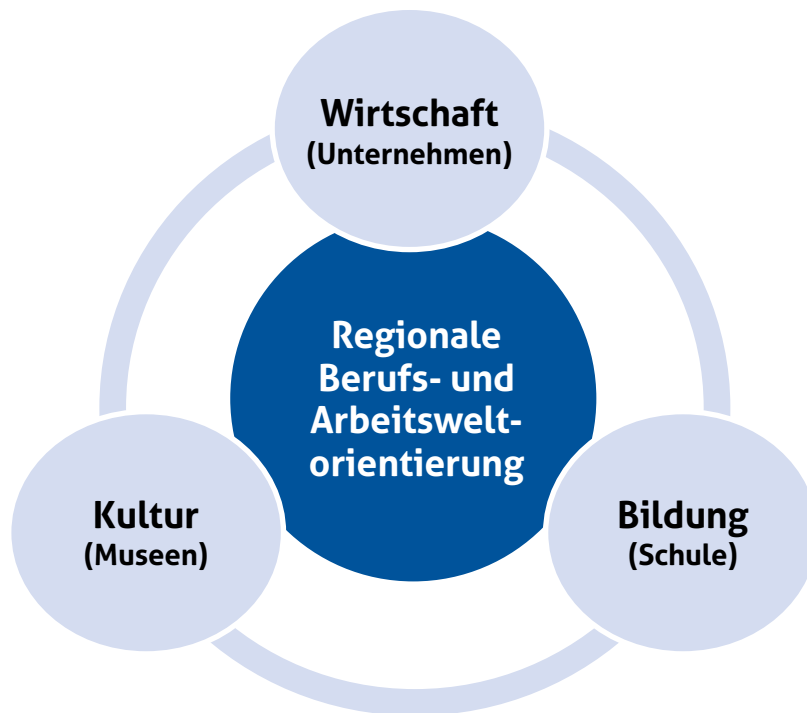 Wirtschaft
(Unternehmen)
Regionale
Berufs- und
Arbeitswelt-
orientierung
Kultur
(Museen)
Bildung
(Schule)